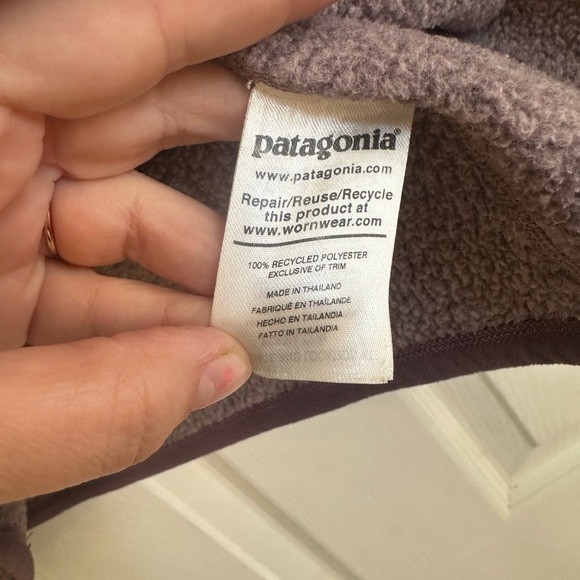 patagonia®
www.patagonia.com
Repair/Reuse/Recycle
this product at
www.wornwear.com
100% RECYCLED POLYESTER
EXCLUSIVE OF TRIM
MADE IN THAILAND
FABRIQUÉ EN THAÏLANDE
HECHO EN TAILANDIA
FATTO IN TAILANDIA